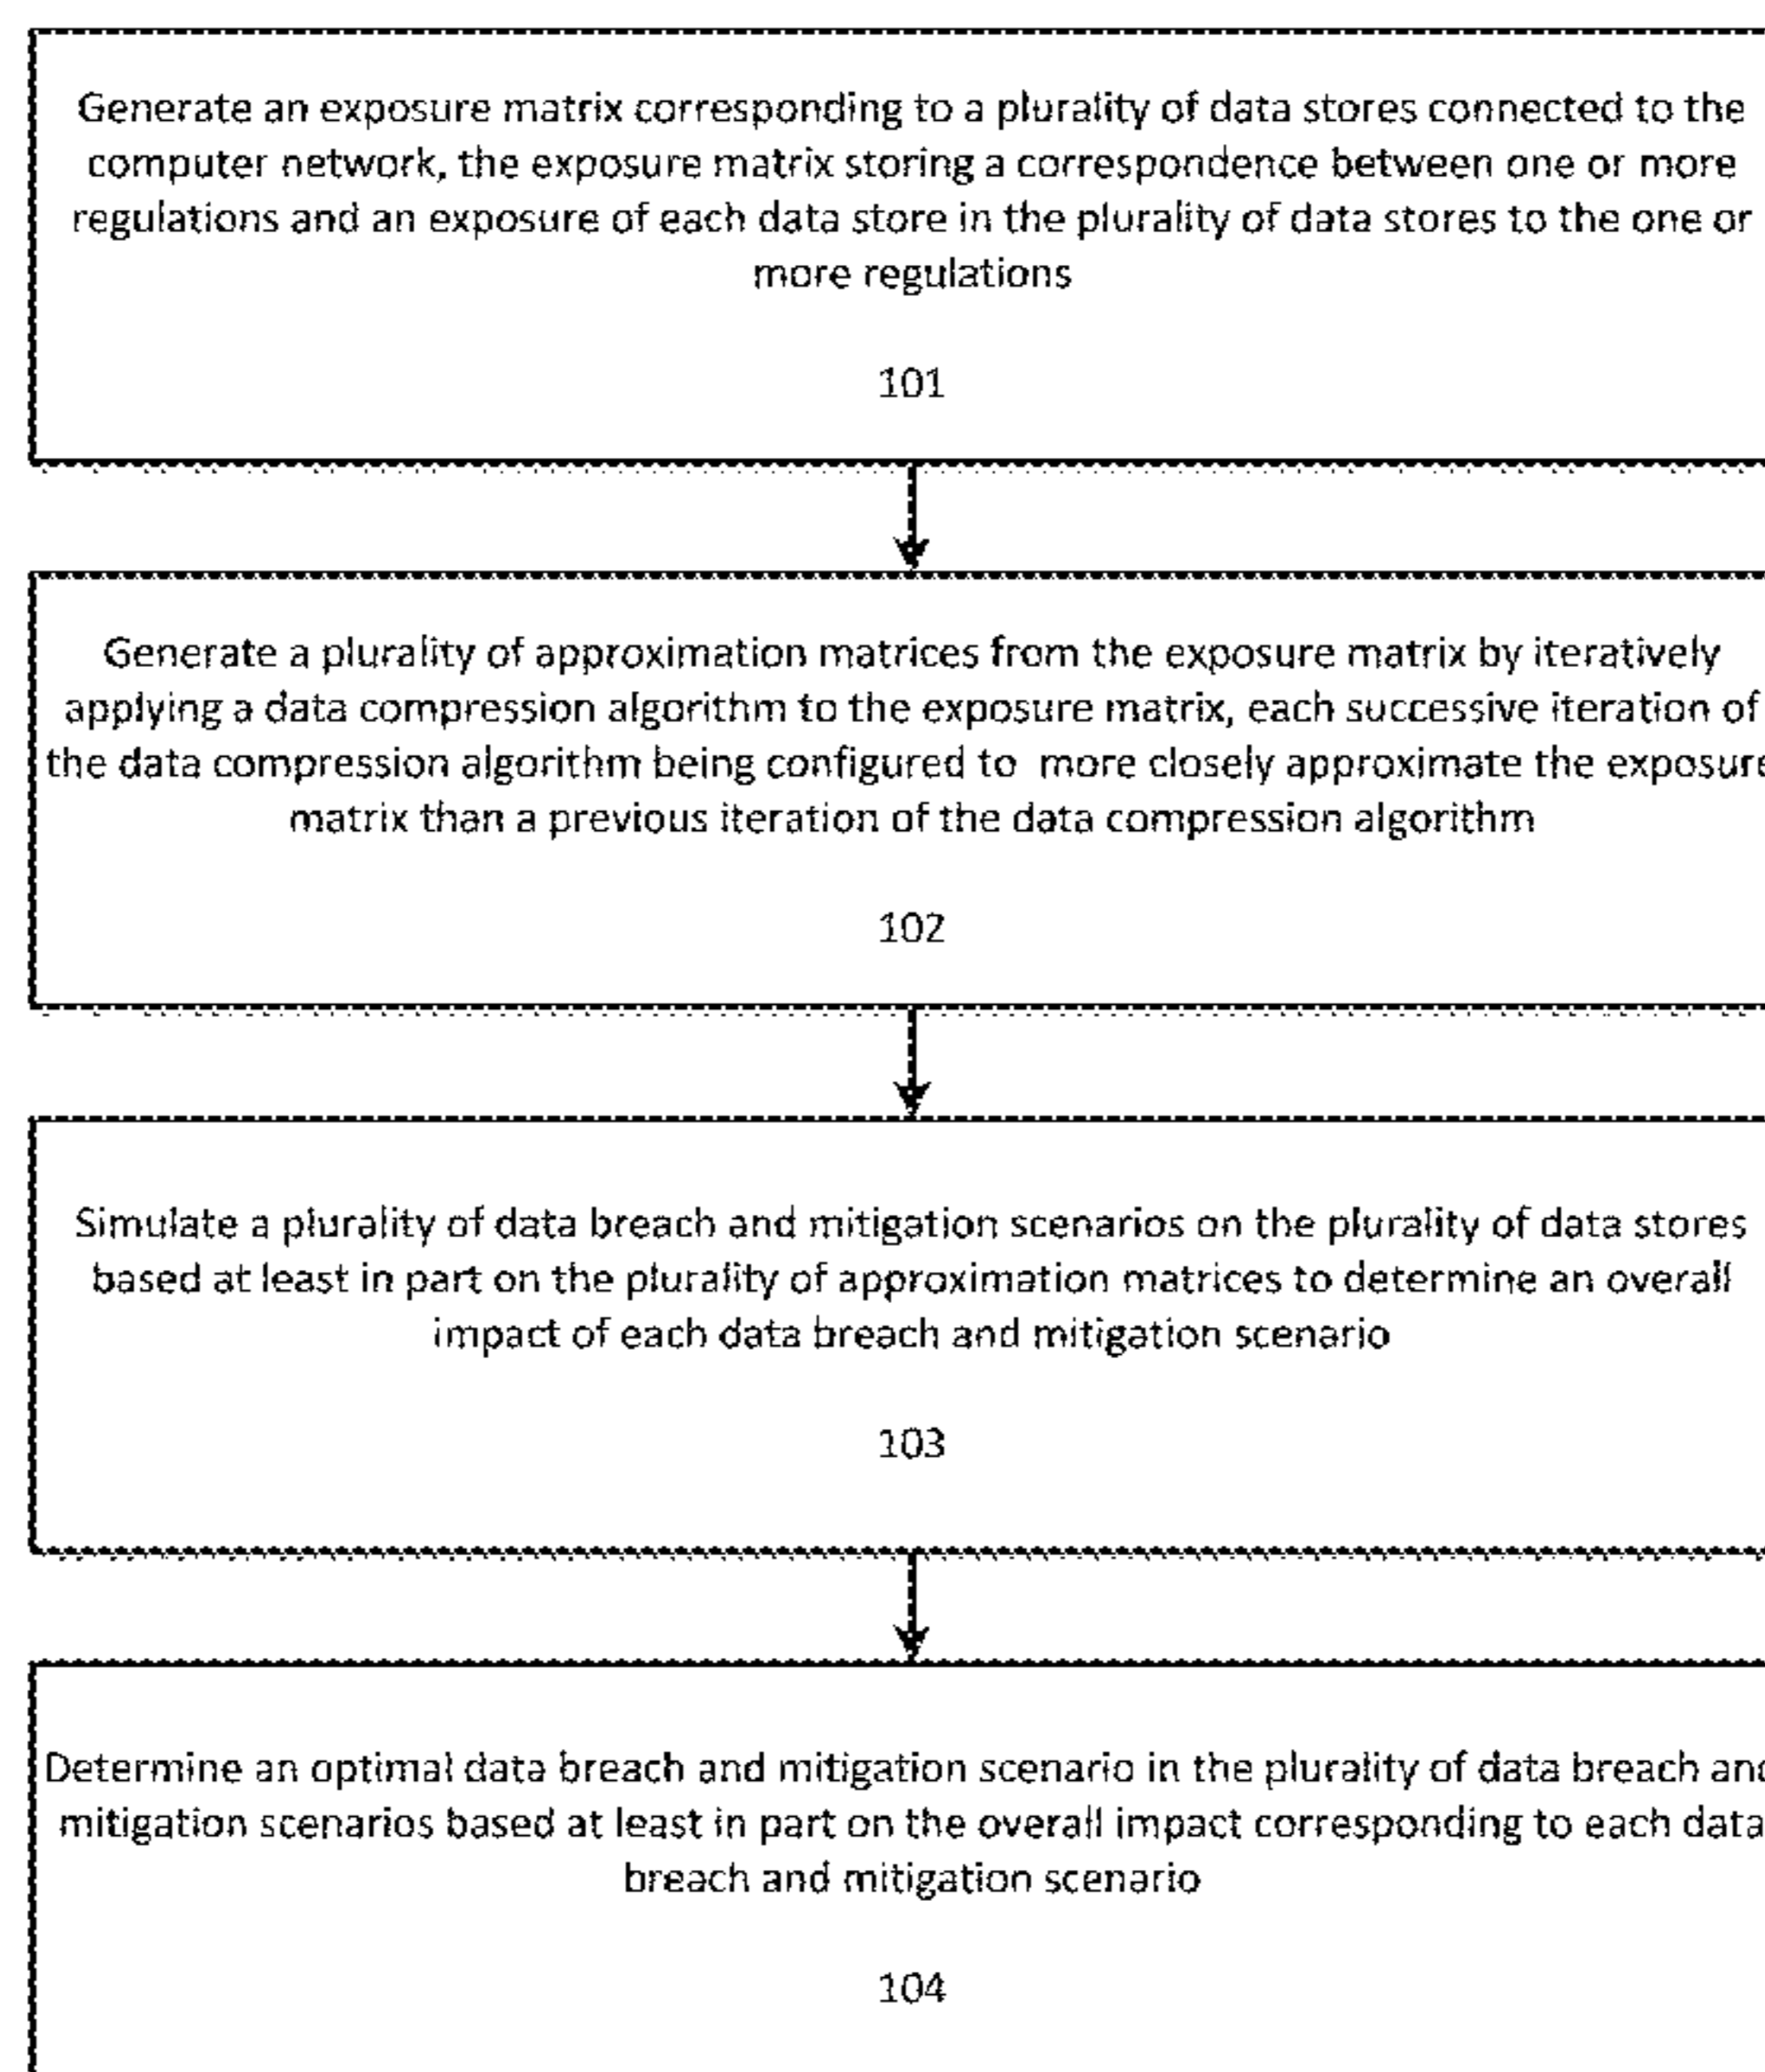 Generate an exposure matrix corresponding to a plurality of data stores connected to the
computer network, the exposure matrix storing a correspondence between one or more
regulations and an exposure of each data store in the plurality of data stores to the one or
more regulations
101
Generate a plurality of approximation matrices from the exposure matrix by iteratively
applying a data compression algorithm to the exposure matrix, each successive iteration of
the data compression algorithm being configured to more closely approximate the exposure
matrix than a previous iteration of the data compression algorithm
102
Simulate a plurality of data breach and mitigation scenarios on the plurality of data stores
based at least in part on the plurality of approximation matrices to determine an overall
impact of each data breach and mitigation scenario
103
Determine an optimal data breach and mitigation scenario in the plurality of data breach and
mitigation scenarios based at least in part on the overall impact corresponding to each data
breach and mitigation scenario
104